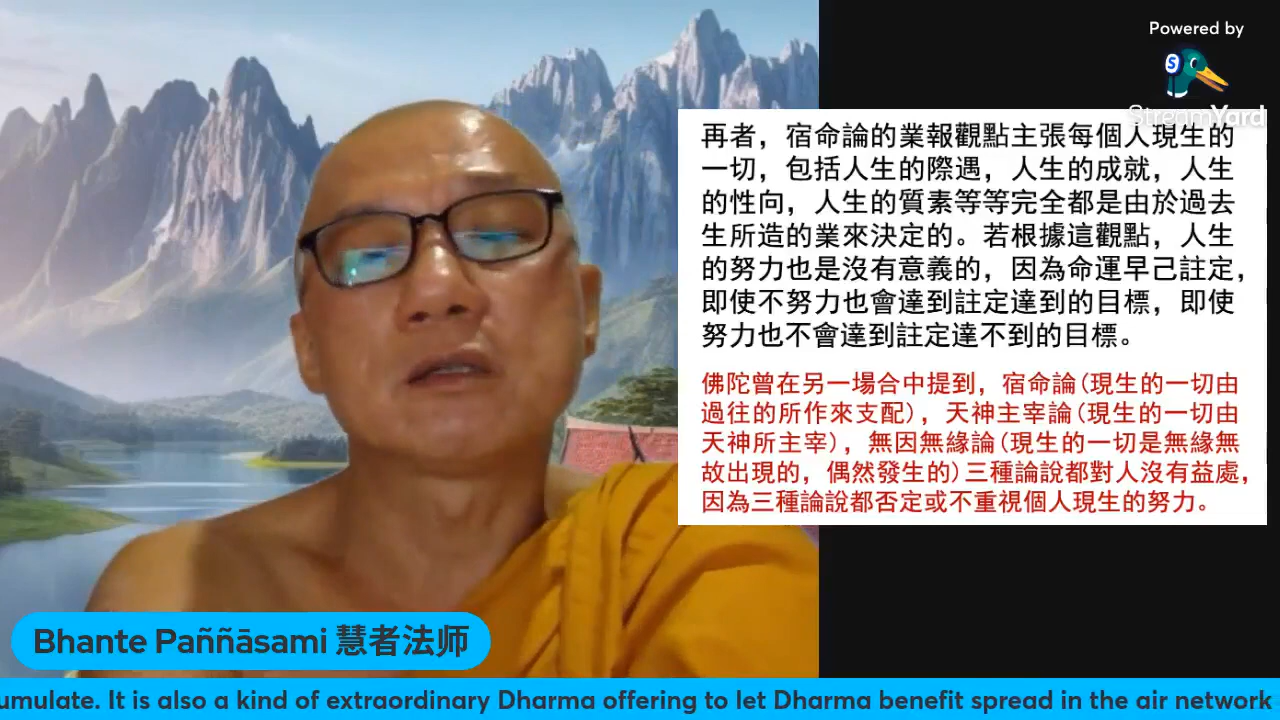 Powered by
StreamYard
再者，宿命論的業報觀點主張每個人現生的
一切，包括人生的際遇，人生的成就，人生
的性向，人生的質素等等完全都是由於過去
生所造的業來決定的。若根據這觀點，人生
的努力也是沒有意義的，因為命運早己註定，
即使不努力也會達到註定達到的目標，即使
努力也不會達到註定達不到的目標。
佛陀曾在另一場合中提到，宿命論(現生的一切由
過往的所作來支配)，天神主宰論(現生的一切由
天神所主宰)，無因無緣論(現生的一切是無緣無
故出現的，偶然發生的)三種論說都對人沒有益處，
因為三種論說都否定或不重視個人現生的努力。
Bhante Paññāsami 慧者法师
umulate. It is also a kind of extraordinary Dharma offering to let Dharma benefit spread in the air network